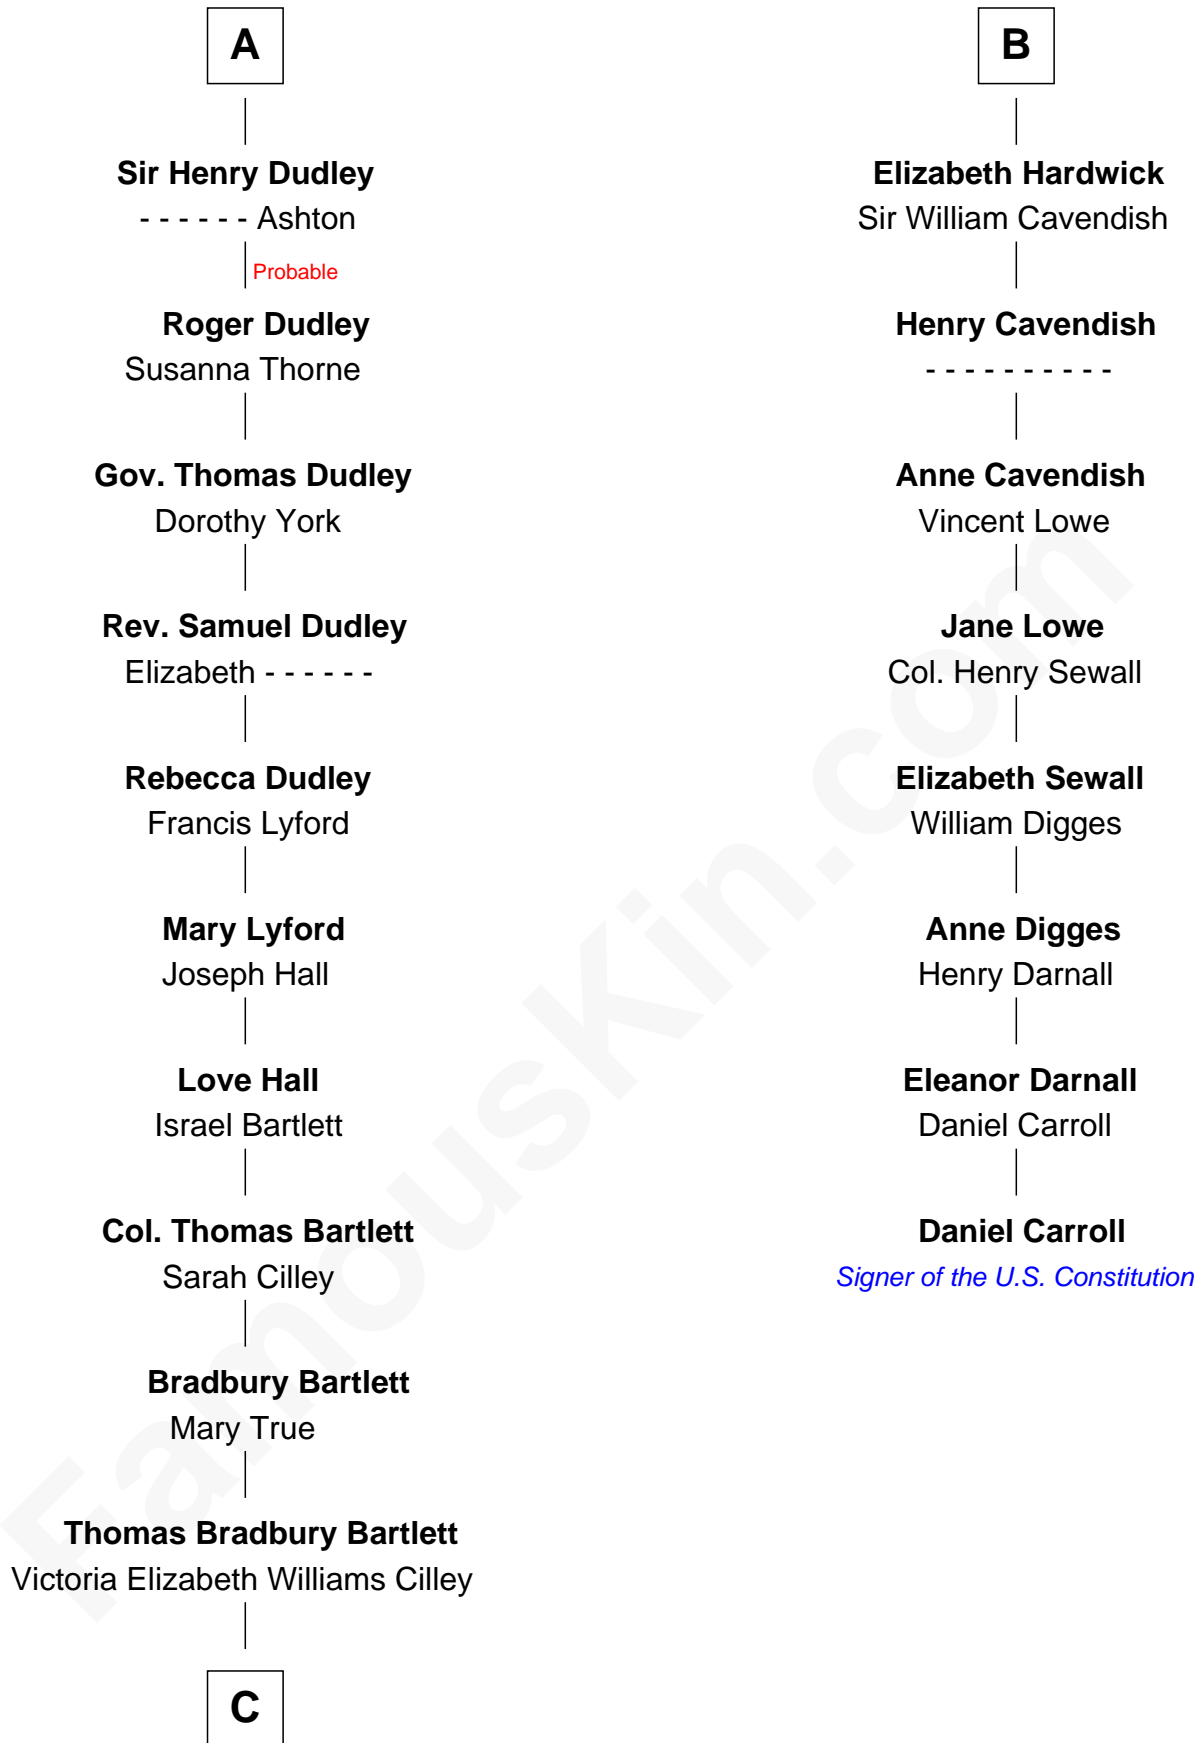 A
Sir Henry Dudley
- - - - - - Ashton
Probable
Roger Dudley
Susanna Thorne
Gov. Thomas Dudley
Dorothy York
Rev. Samuel Dudley
Elizabeth - - - - - -
Rebecca Dudley
Francis Lyford
Mary Lyford
Joseph Hall
Love Hall
Israel Bartlett
Col. Thomas Bartlett
Sarah Cilley
Bradbury Bartlett
Mary True
Thomas Bradbury Bartlett
Victoria Elizabeth Williams Cilley
C
B
Elizabeth Hardwick
Sir William Cavendish
Henry Cavendish
- - - - - - - - - -
Anne Cavendish
Vincent Lowe
Jane Lowe
Col. Henry Sewall
Elizabeth Sewall
William Digges
Anne Digges
Henry Darnall
Eleanor Darnall
Daniel Carroll
Daniel Carroll
Signer of the U.S. Constitution
FamousKin.com